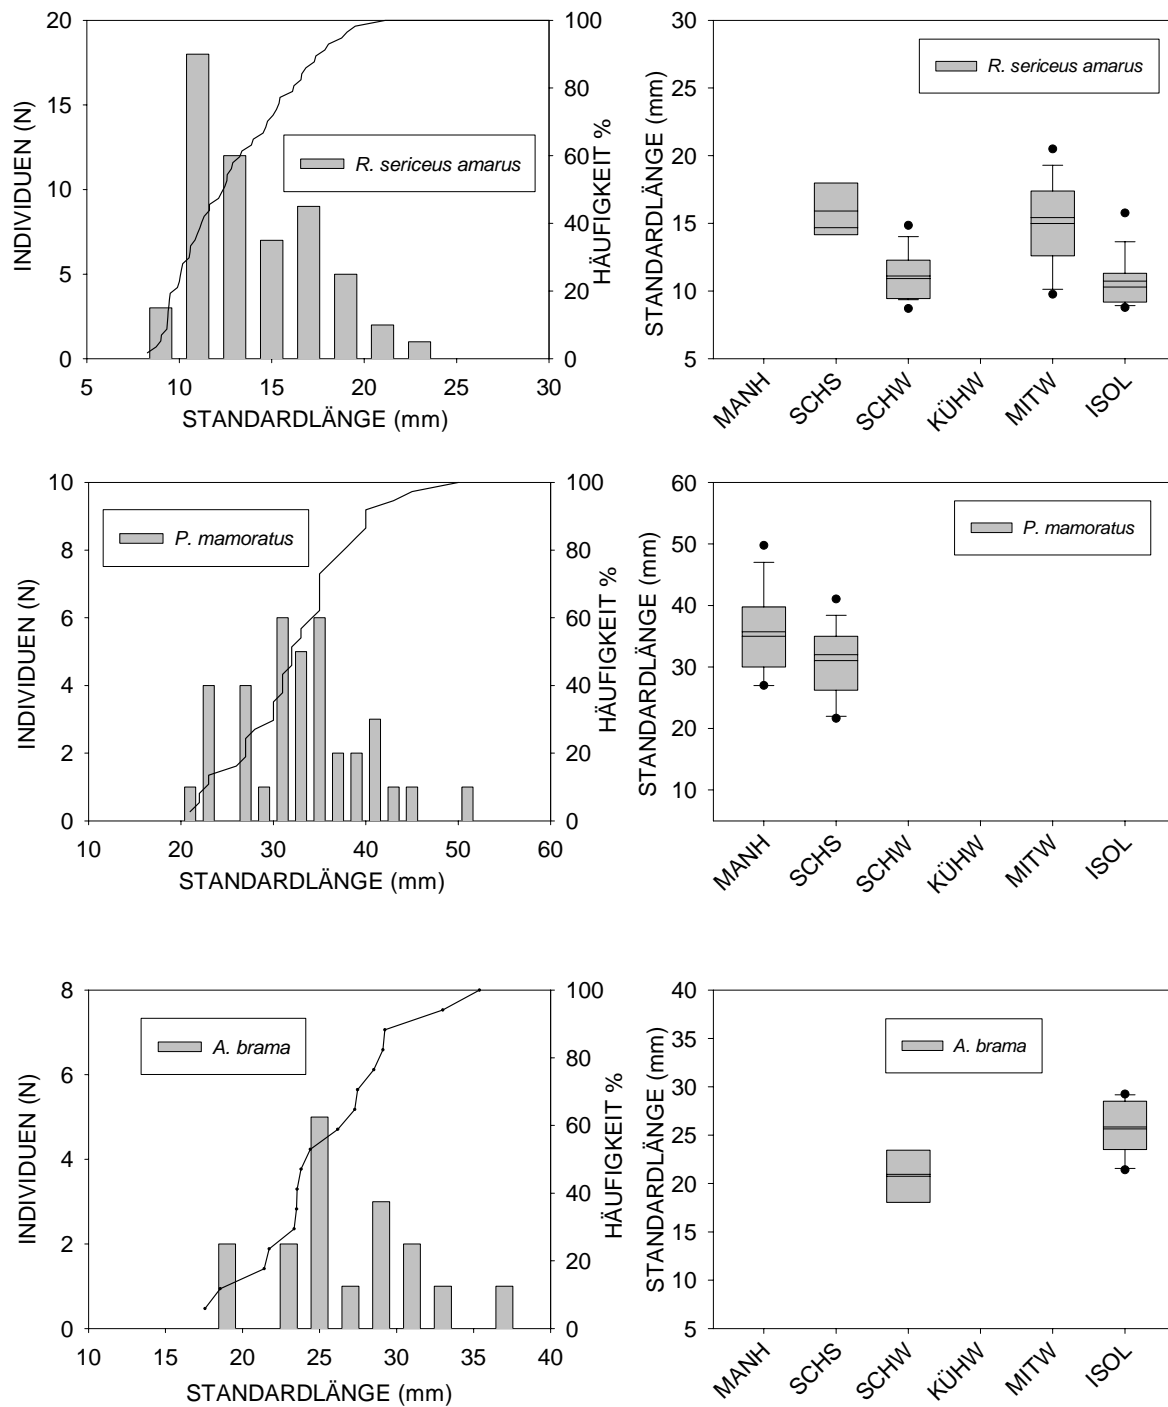 20
15
10
5
0
INDIVIDUEN (N)
100
80
60
40
20
0
HÄUFIGKEIT %
R. sericeus amarus
5 10 15 20 25 30
STANDARDLÄNGE (mm)
30
25
20
15
10
5
STANDARDLÄNGE (mm)
R. sericeus amarus
MANH SCHS SCHW KÜHW MITW ISOL
10
8
6
4
2
0
INDIVIDUEN (N)
100
80
60
40
20
0
HÄUFIGKEIT %
P. mamoratus
10 20 30 40 50 60
STANDARDLÄNGE (mm)
60
50
40
30
20
10
STANDARDLÄNGE (mm)
P. mamoratus
MANH SCHS SCHW KÜHW MITW ISOL
8
6
4
2
0
INDIVIDUEN (N)
100
80
60
40
20
0
HÄUFIGKEIT %
A. brama
10 15 20 25 30 35 40
STANDARDLÄNGE (mm)
40
35
30
25
20
15
10
5
STANDARDLÄNGE (mm)
A. brama
MANH SCHS SCHW KÜHW MITW ISOL